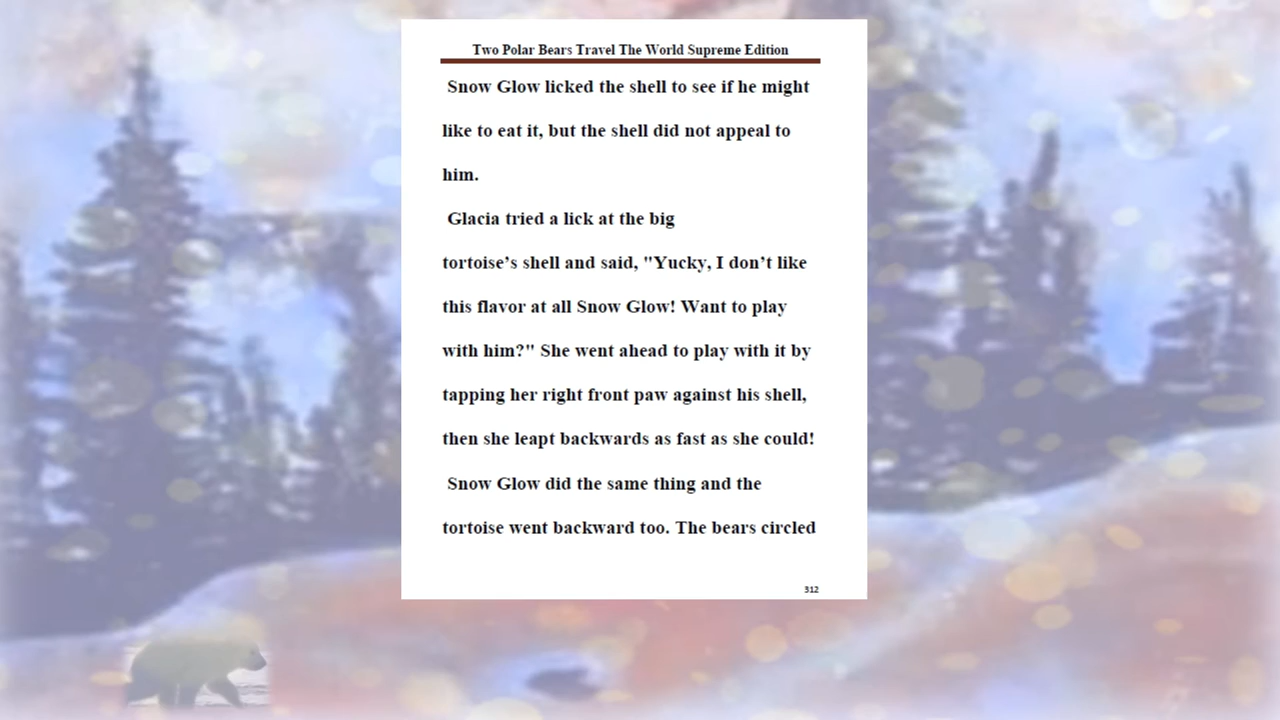 Two Polar Bears Travel The World Supreme Edition
Snow Glow licked the shell to see if he might
like to eat it, but the shell did not appeal to
him.
Glacia tried a lick at the big
tortoise’s shell and said, "Yucky, I don’t like
this flavor at all Snow Glow! Want to play
with him?" She went ahead to play with it by
tapping her right front paw against his shell,
then she leapt backwards as fast as she could!
Snow Glow did the same thing and the
tortoise went backward too. The bears circled
312